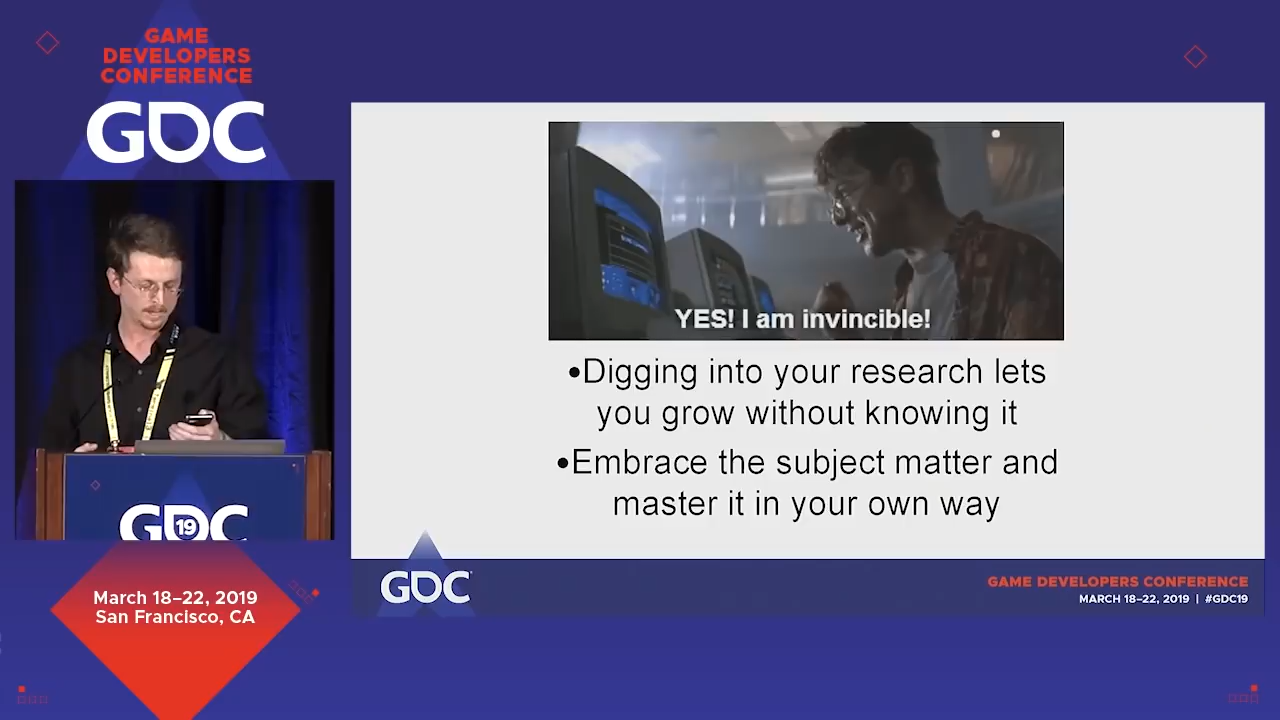 GAME
DEVELOPERS
CONFERENCE
GDC
YES! I am invincible!
•Digging into your research lets
you grow without knowing it
•Embrace the subject matter and
master it in your own way
GDC
19
March 18–22, 2019
San Francisco, CA
GDC
GAME DEVELOPERS CONFERENCE
MARCH 18–22, 2019 | #GDC19